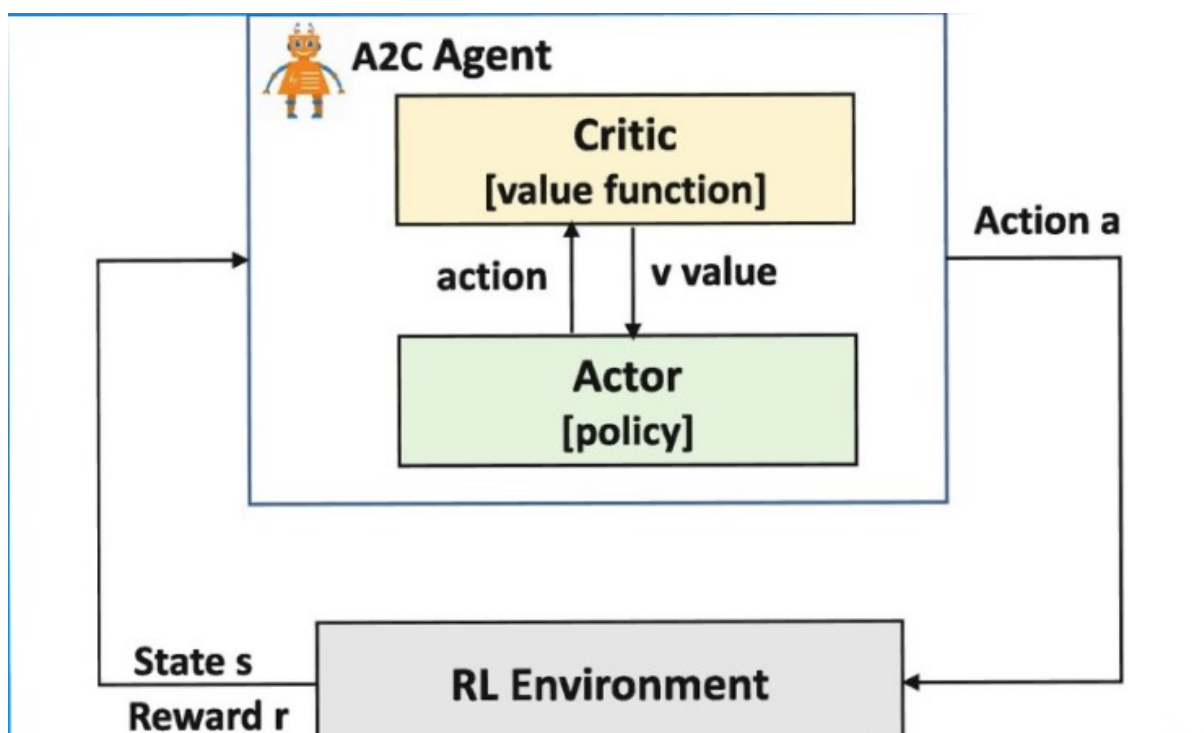 A2C Agent
Critic
[value function]
action
v value
Actor
[policy]
Action a
State s
Reward r
RL Environment